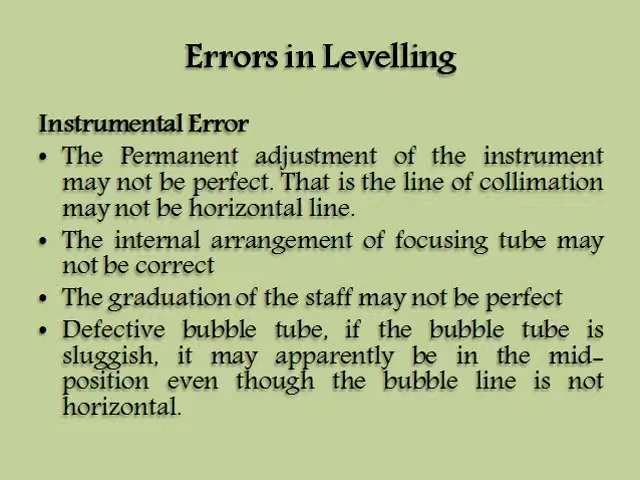 Errors in Levelling
Instrumental Error
• The Permanent adjustment of the instrument
may not be perfect. That is the line of collimation
may not be horizontal line.
• The internal arrangement of focusing tube may
not be correct
• The graduation of the staff may not be perfect
• Defective bubble tube, if the bubble tube is
sluggish, it may apparently be in the mid-
position even though the bubble line is not
horizontal.